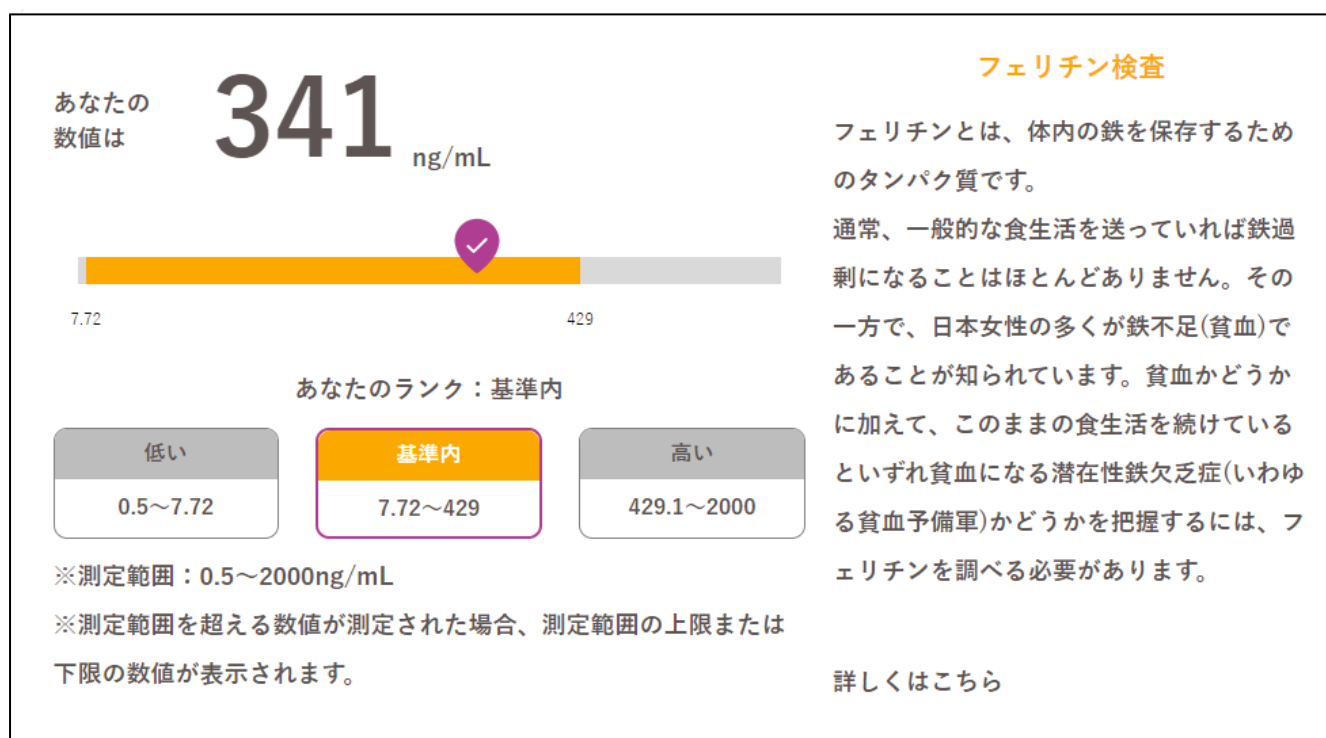 あなたの
数値は
341 ng/mL
7.72
429
あなたのランク：基準内
低い
0.5〜7.72
基準内
7.72〜429
高い
429.1〜2000
※測定範囲：0.5〜2000ng/mL
※測定範囲を超える数値が測定された場合、測定範囲の上限または
下限の数値が表示されます。
フェリチン検査
フェリチンとは、体内の鉄を保存するため
のタンパク質です。
通常、一般的な食生活を送っていれば鉄過
剰になることはほとんどありません。その
一方で、日本女性の多くが鉄不足(貧血)で
あることが知られています。貧血かどうか
に加えて、このままの食生活を続けている
といずれ貧血になる潜在性鉄欠乏症(いわゆ
る貧血予備軍)かどうかを把握するには、フ
ェリチンを調べる必要があります。
詳しくはこちら